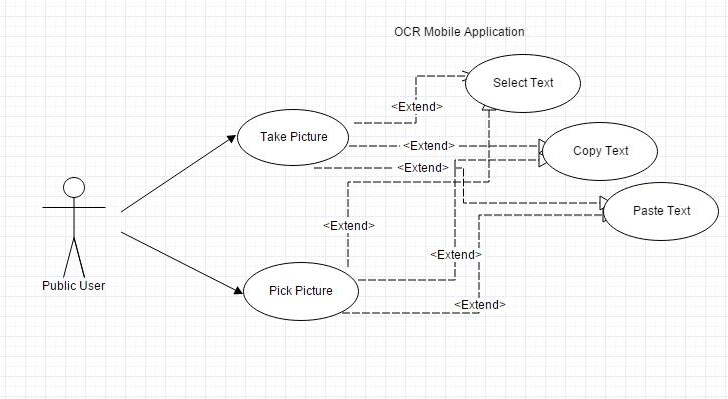 OCR Mobile Application
Select Text
<Extend>
Take Picture
<Extend>
Copy Text
<Extend>
Paste Text
<Extend>
<Extend>
Public User
Pick Picture
<Extend>